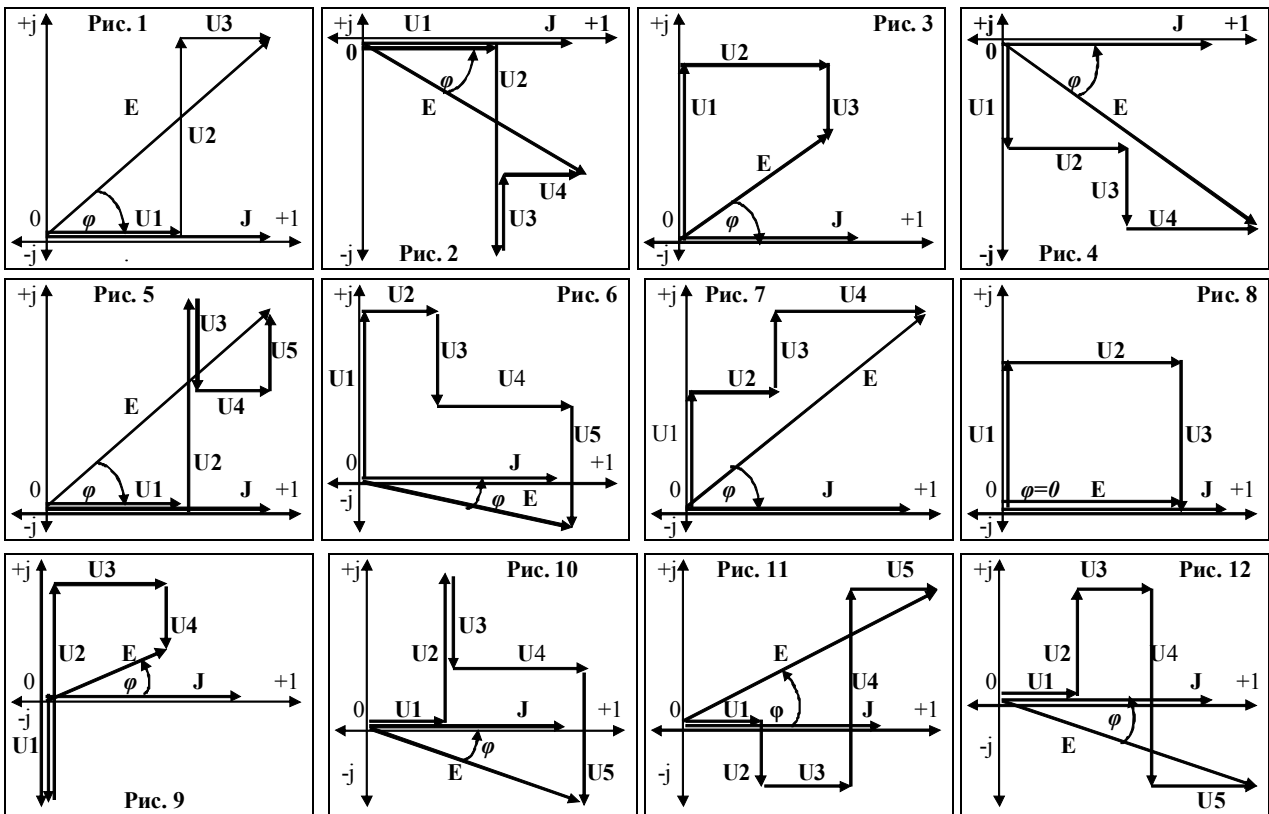 +j Рис. 1 U3
E
U2
0 φ U1 J +1
-j
+j U1 J +1
0
φ U2
E
U4
U3
-j Рис. 2
+j Рис. 3
U2
U1 U3
E
0 φ J +1
-j
+j J +1
0
φ
U1 E
U2
U3
U4
-j Рис. 4
+j Рис. 5
U3
U5
E U4
U2
0 φ U1 J +1
-j
+j U2 Рис. 6
U3
U1 U4
U5
0 J +1
-j φ E
+j Рис. 7 U4
U3
U2 E
U1
0 φ J +1
-j
+j Рис. 8
U2
U1 U3
0 φ=0 E J +1
-j
+j U3
U4
U2 E
0 φ J +1
-j
U1
Рис. 9
+j Рис. 10
U3
U2 U4
0 U1 J +1
φ
-j E U5
+j Рис. 11 U5
E
U4
0 U1 φ J +1
-j U2 U3
+j U3 Рис. 12
U2 U4
0 U1 J +1
φ
-j E
U5